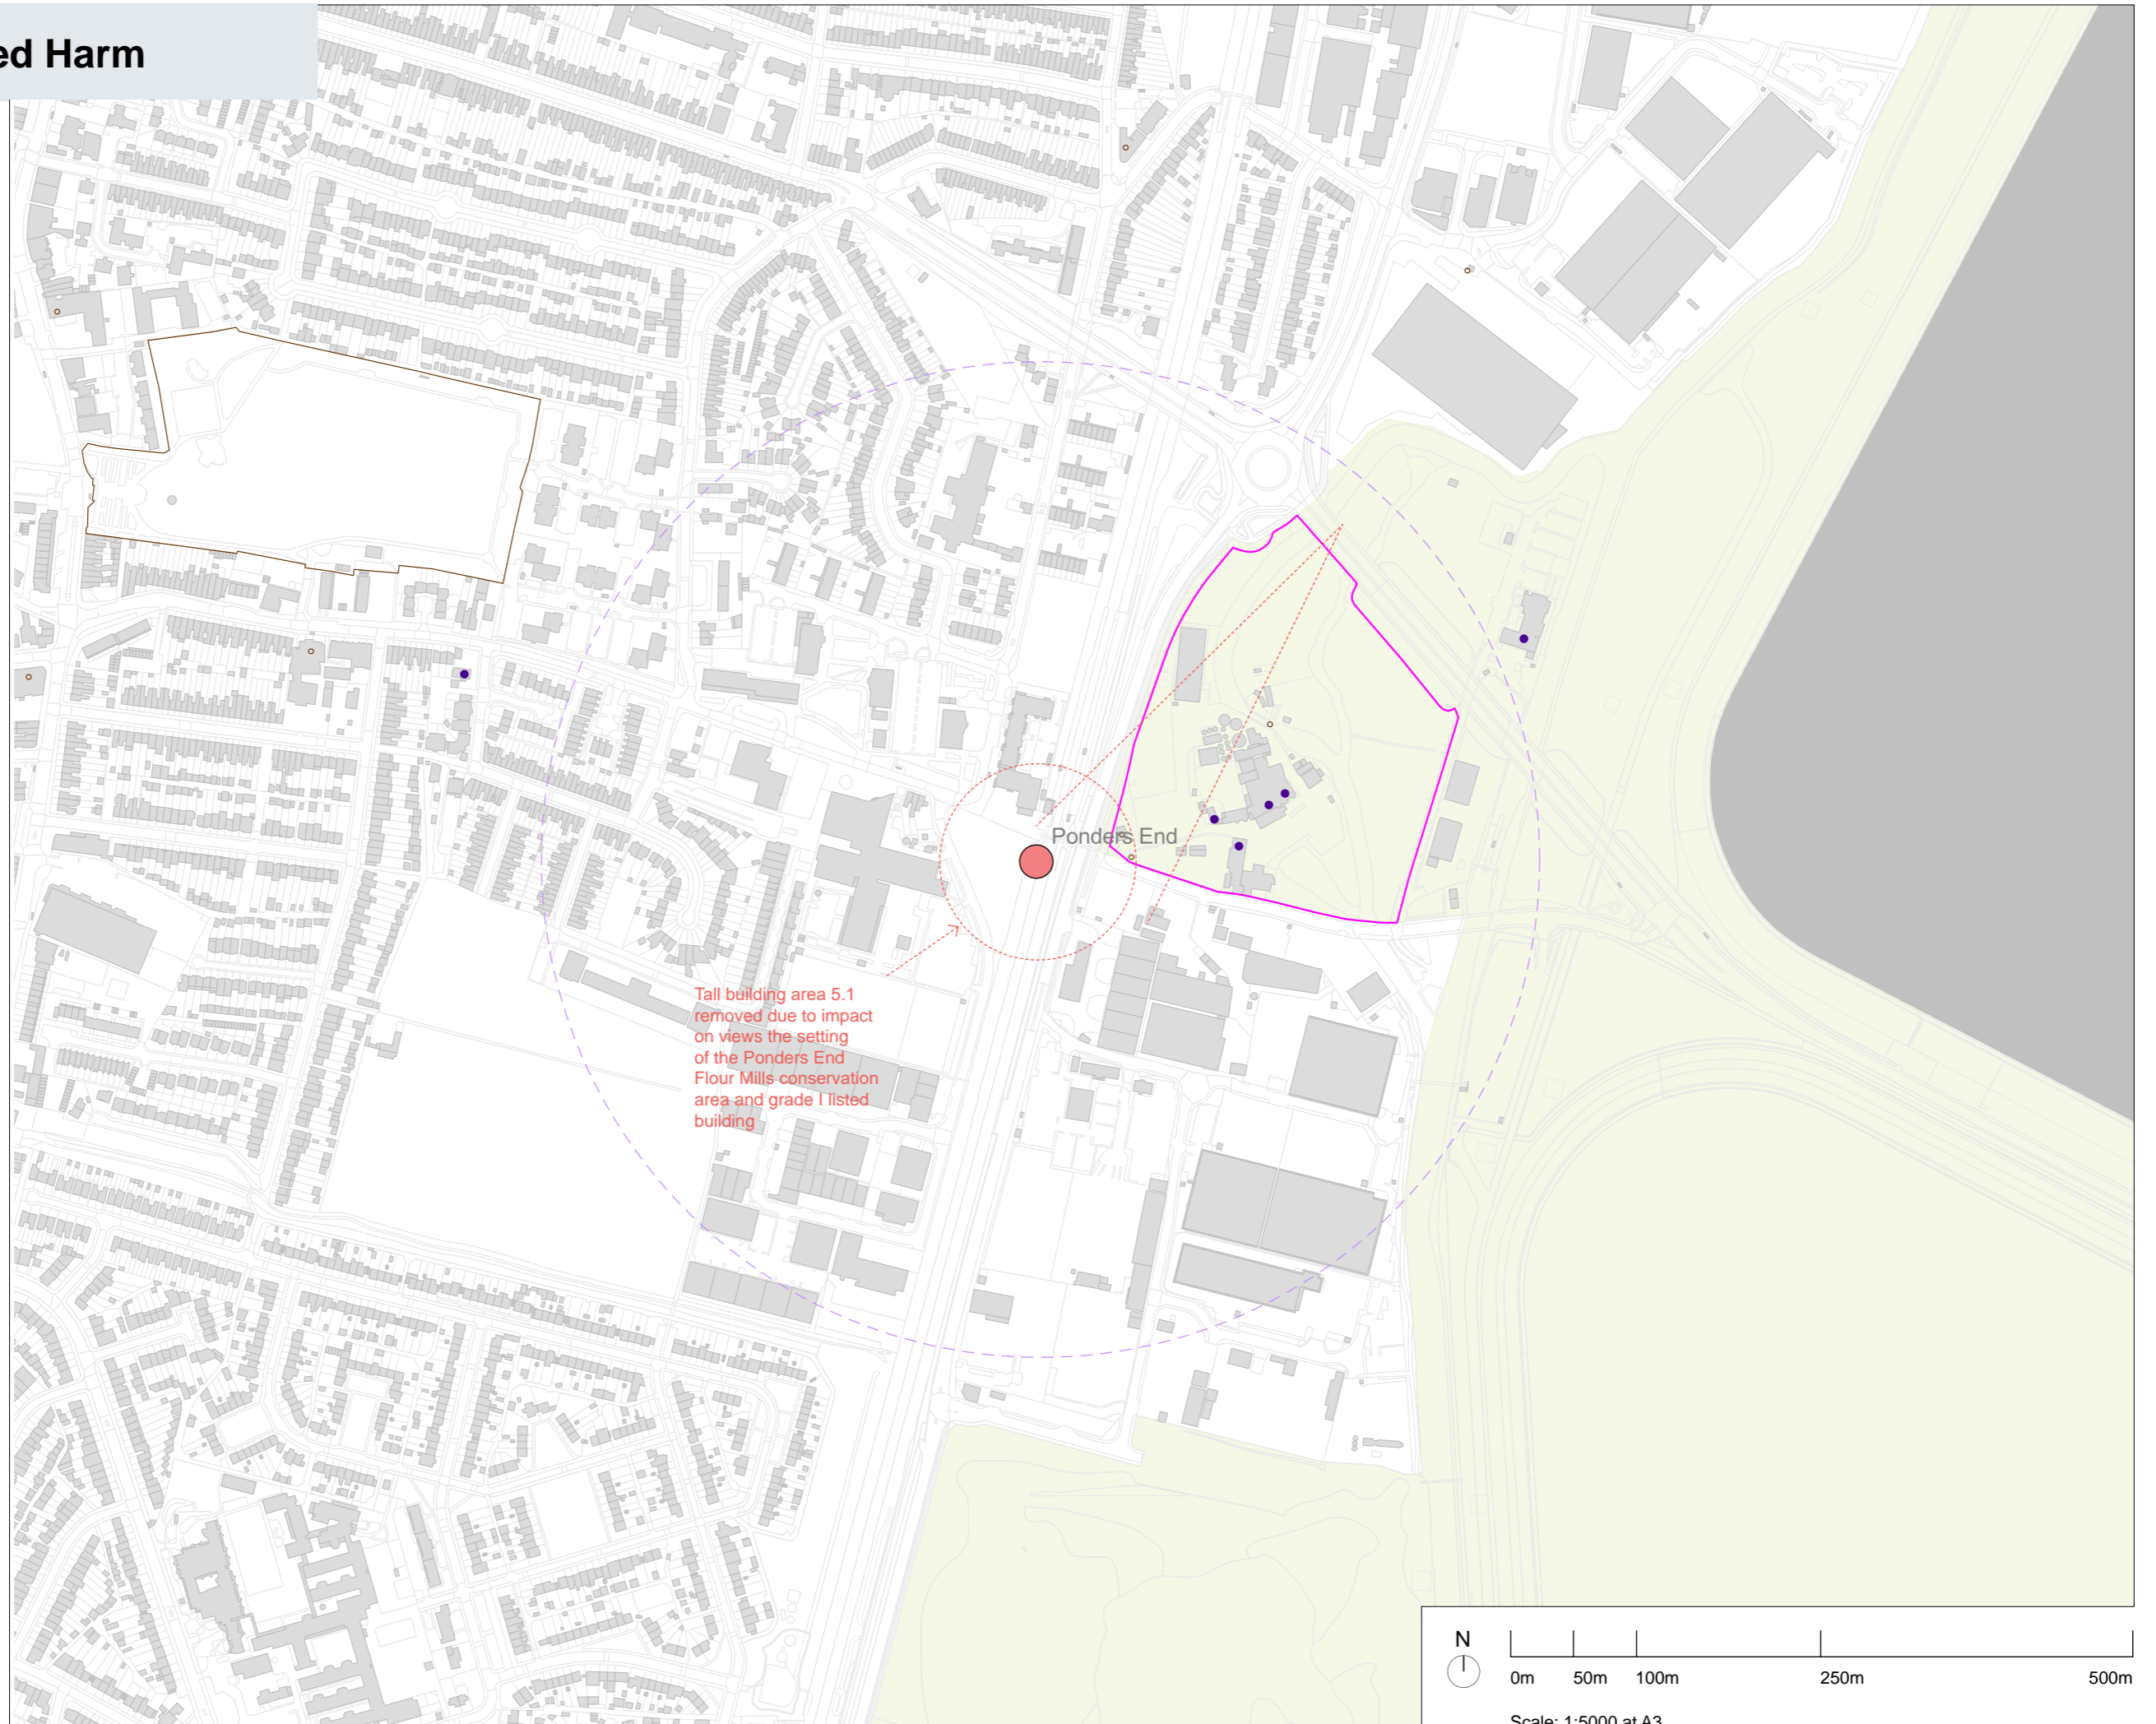 ed Harm
Ponders End
Tall building area 5.1
removed due to impact
on views the setting
of the Ponders End
Flour Mills conservation
area and grade I listed
building
N
0m 50m 100m 250m 500m
Scale: 1:5000 at A3